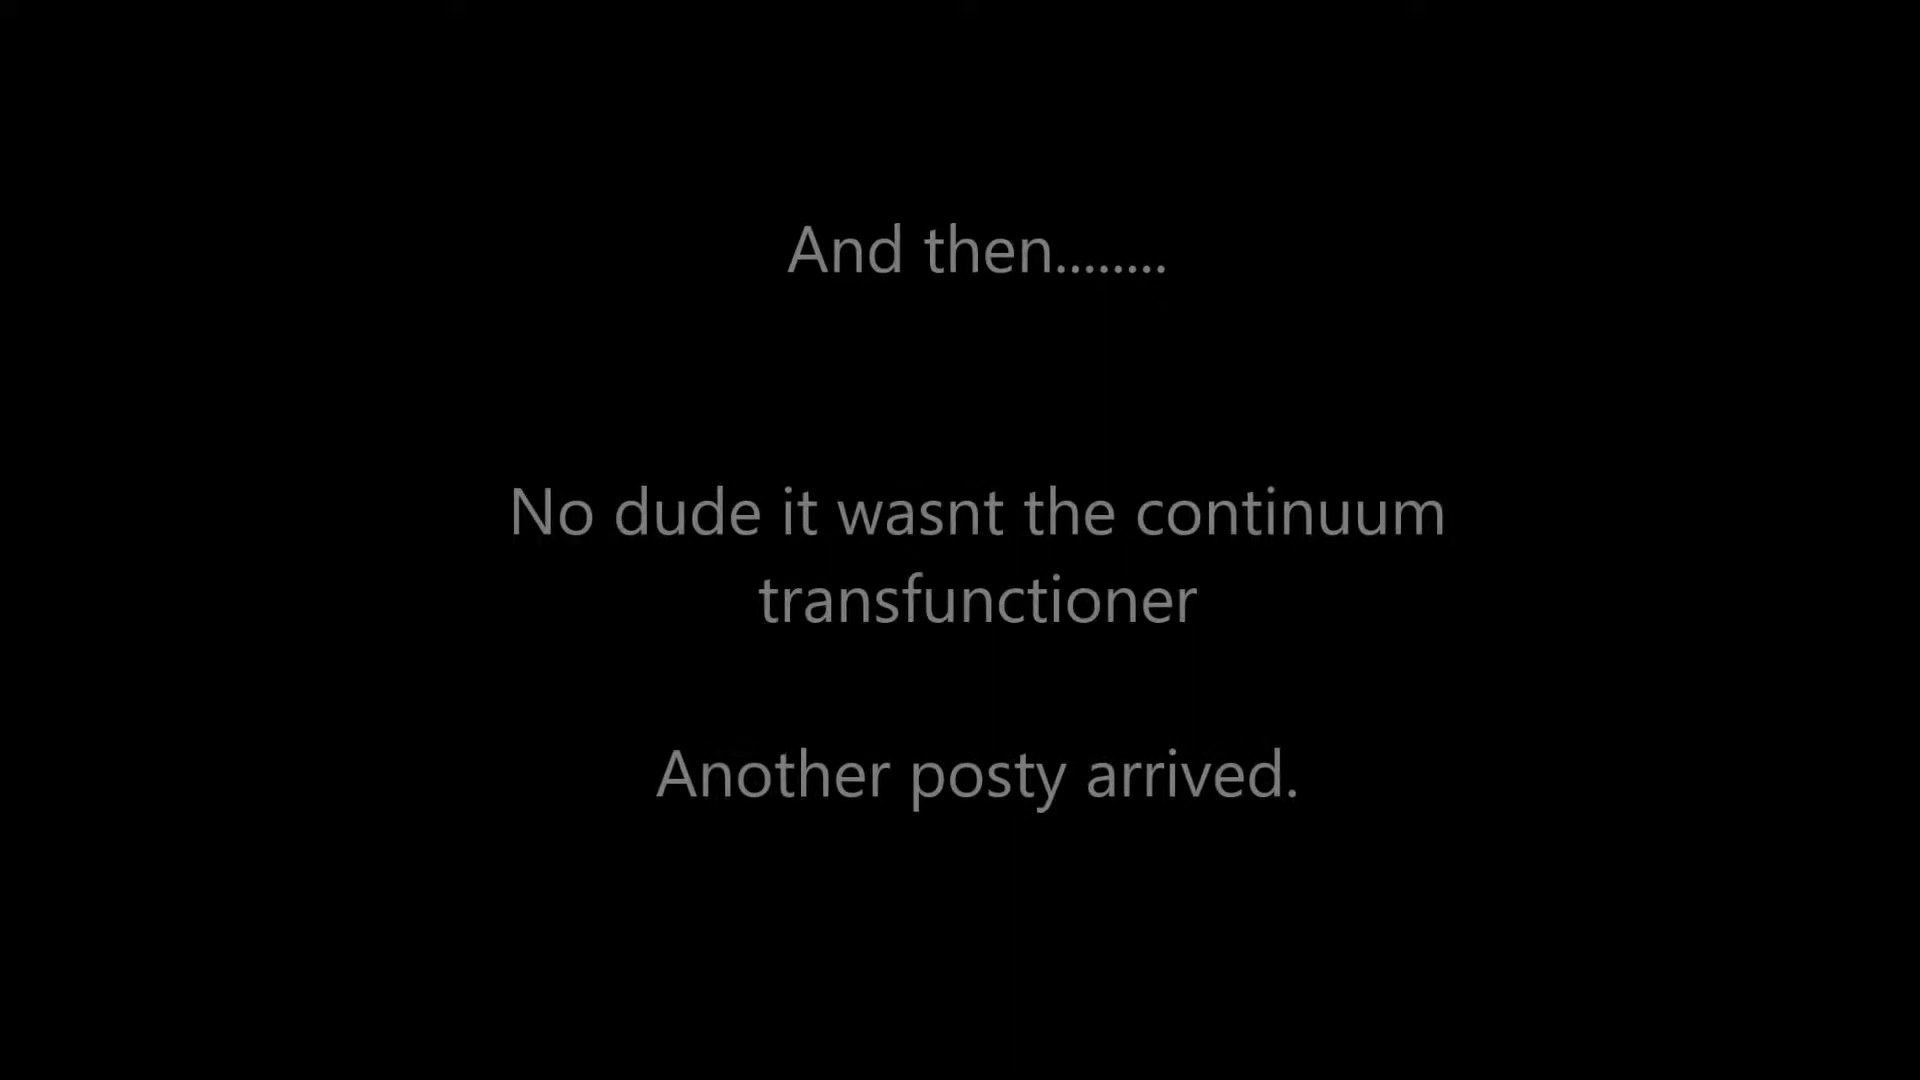 And then........
No dude it wasnt the continuum
transfunctioner
Another posty arrived.